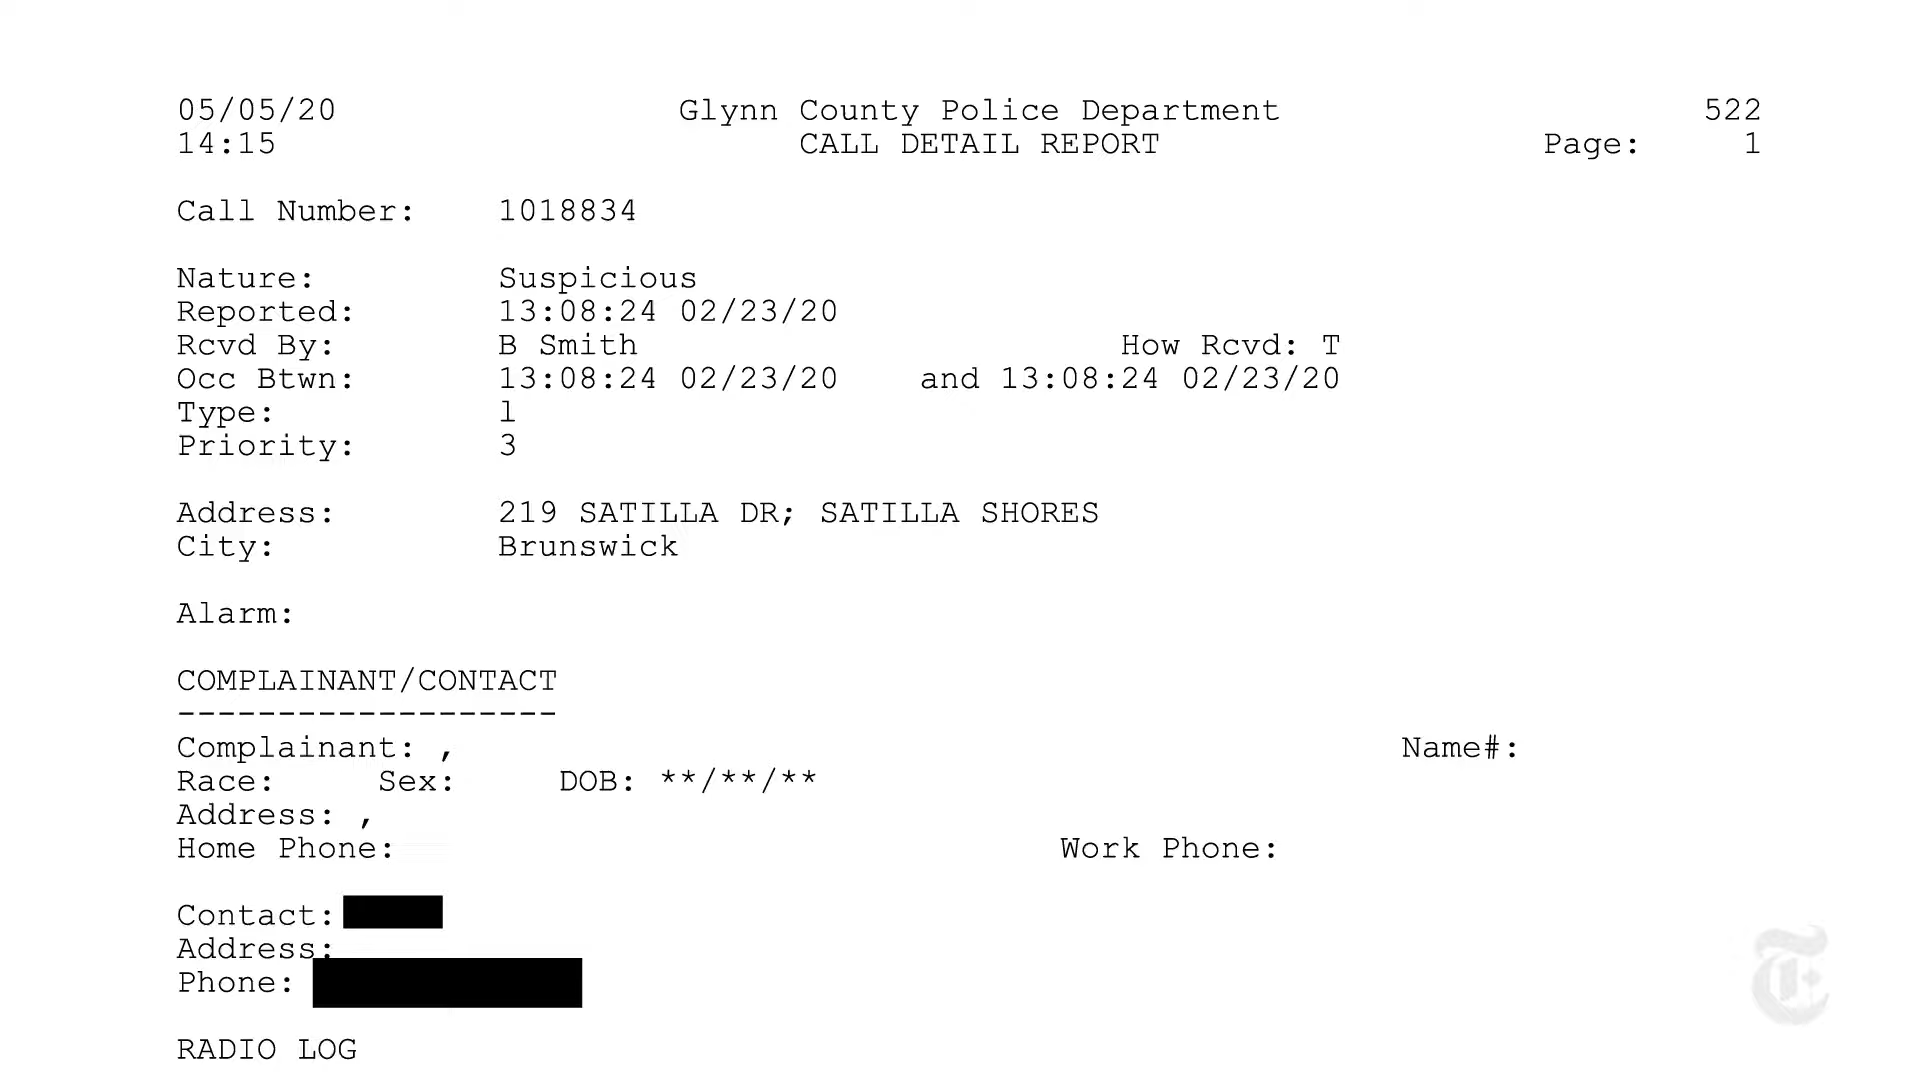 05/05/20 Glynn County Police Department 522
14:15 CALL DETAIL REPORT Page: 1
Call Number: 1018834
Nature: Suspicious
Reported: 13:08:24 02/23/20
Rcvd By: B Smith How Rcvd: T
Occ Btwn: 13:08:24 02/23/20 and 13:08:24 02/23/20
Type: l
Priority: 3
Address: 219 SATILLA DR; SATILLA SHORES
City: Brunswick
Alarm:
COMPLAINANT/CONTACT
-------------------
Complainant: , Name#:
Race: Sex: DOB: **/**/**
Address: ,
Home Phone: Work Phone:
Contact:
Address:
Phone:
RADIO LOG
T